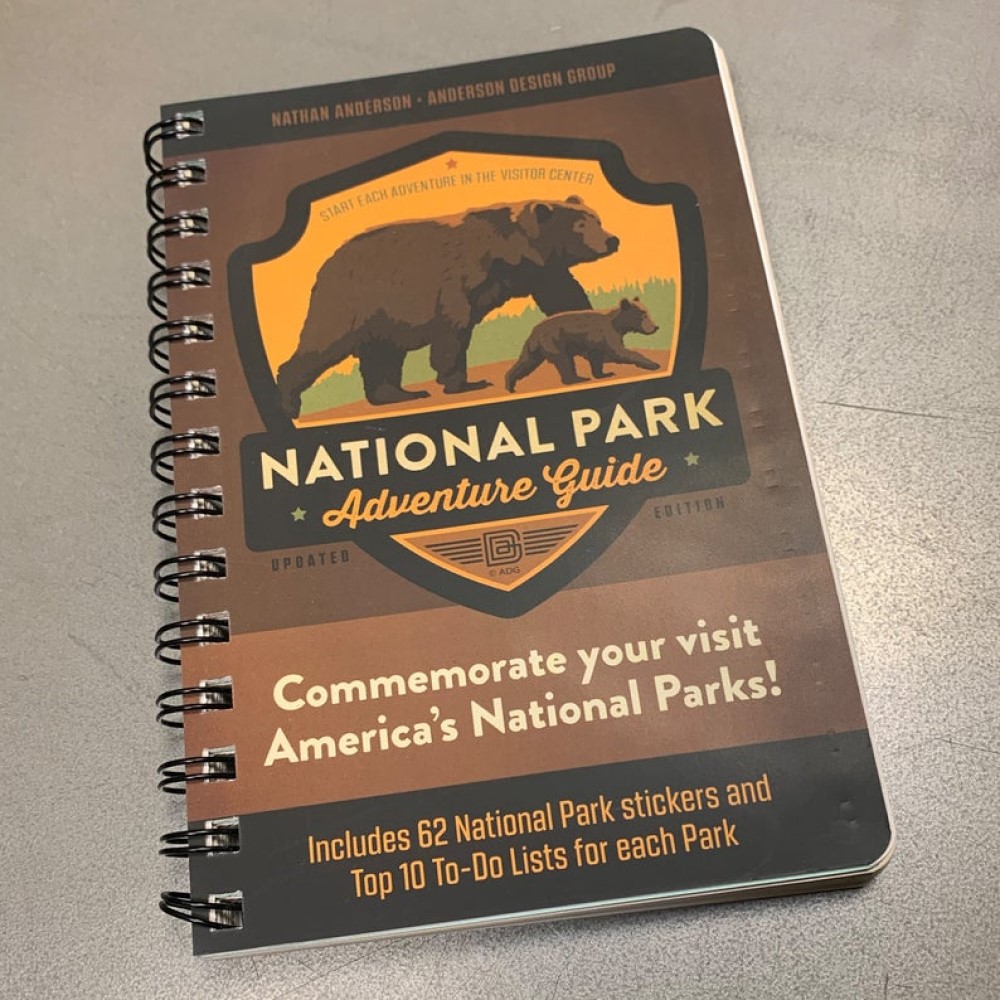 NATHAN ANDERSON • ANDERSON DESIGN GROUP
START EACH ADVENTURE IN THE VISITOR CENTER
NATIONAL PARK
Adventure Guide
UPDATED EDITION
© ADG
Commemorate your visit
America's National Parks!
Includes 62 National Park stickers and
Top 10 To-Do Lists for each Park